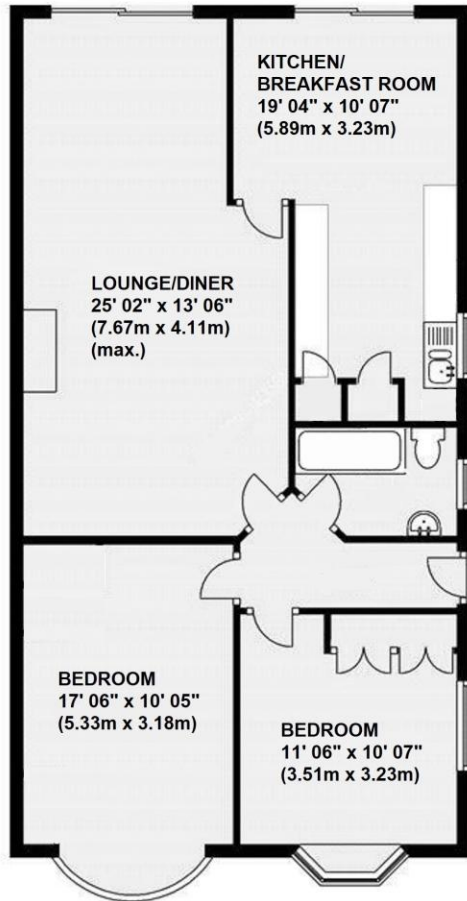 KITCHEN/
BREAKFAST ROOM
19' 04" x 10' 07"
(5.89m x 3.23m)
LOUNGE/DINER
25' 02" x 13' 06"
(7.67m x 4.11m)
(max.)
BEDROOM
17' 06" x 10' 05"
(5.33m x 3.18m)
BEDROOM
11' 06" x 10' 07"
(3.51m x 3.23m)